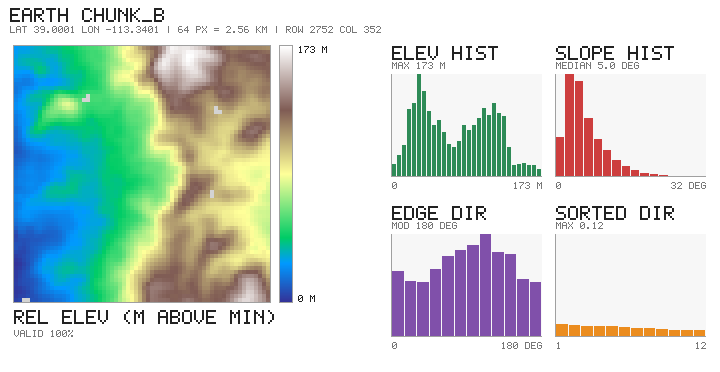 EARTH CHUNK_B
LAT 39.0001 LON -113.3401 | 64 PX = 2.56 KM | ROW 2752 COL 352
173 M
0 M
REL ELEV (M ABOVE MIN)
VALID 100%
ELEV HIST
MAX 173 M
0 173 M
SLOPE HIST
MEDIAN 5.0 DEG
0 32 DEG
EDGE DIR
MOD 180 DEG
0 180 DEG
SORTED DIR
MAX 0.12
1 12